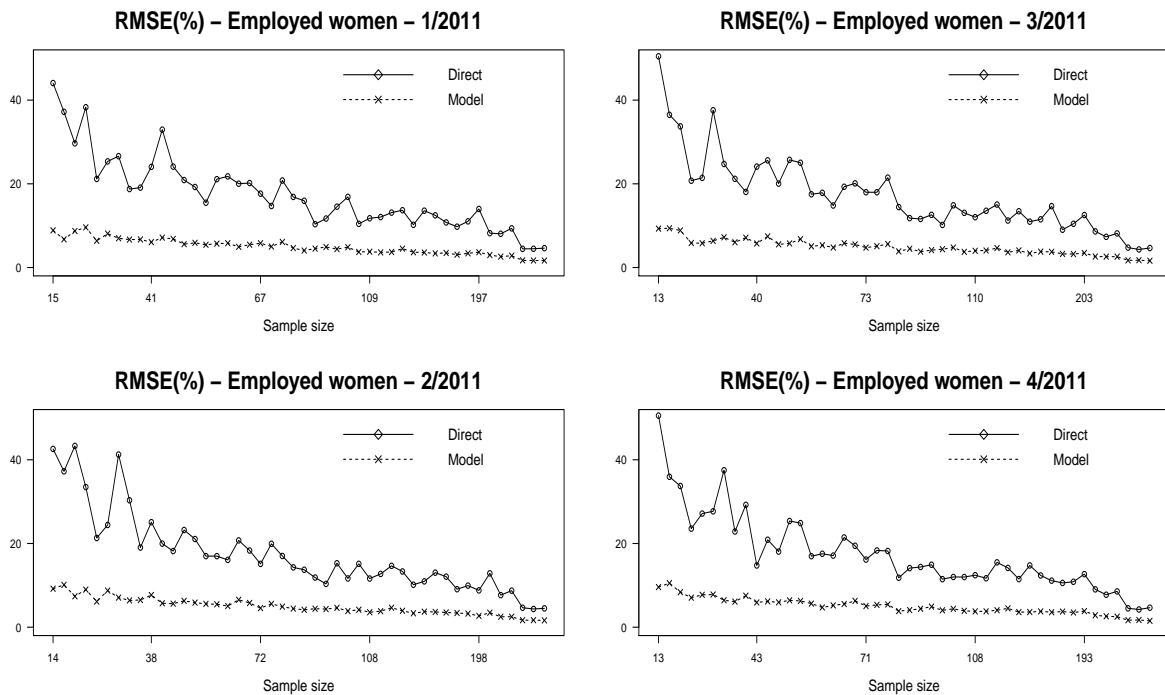 RMSE(%) – Employed women – 1/2011
Direct
Model
40
20
0
15 41 67 109 197
Sample size
RMSE(%) – Employed women – 3/2011
Direct
Model
40
20
0
13 40 73 110 203
Sample size
RMSE(%) – Employed women – 2/2011
Direct
Model
40
20
0
14 38 72 108 198
Sample size
RMSE(%) – Employed women – 4/2011
Direct
Model
40
20
0
13 43 71 108 193
Sample size